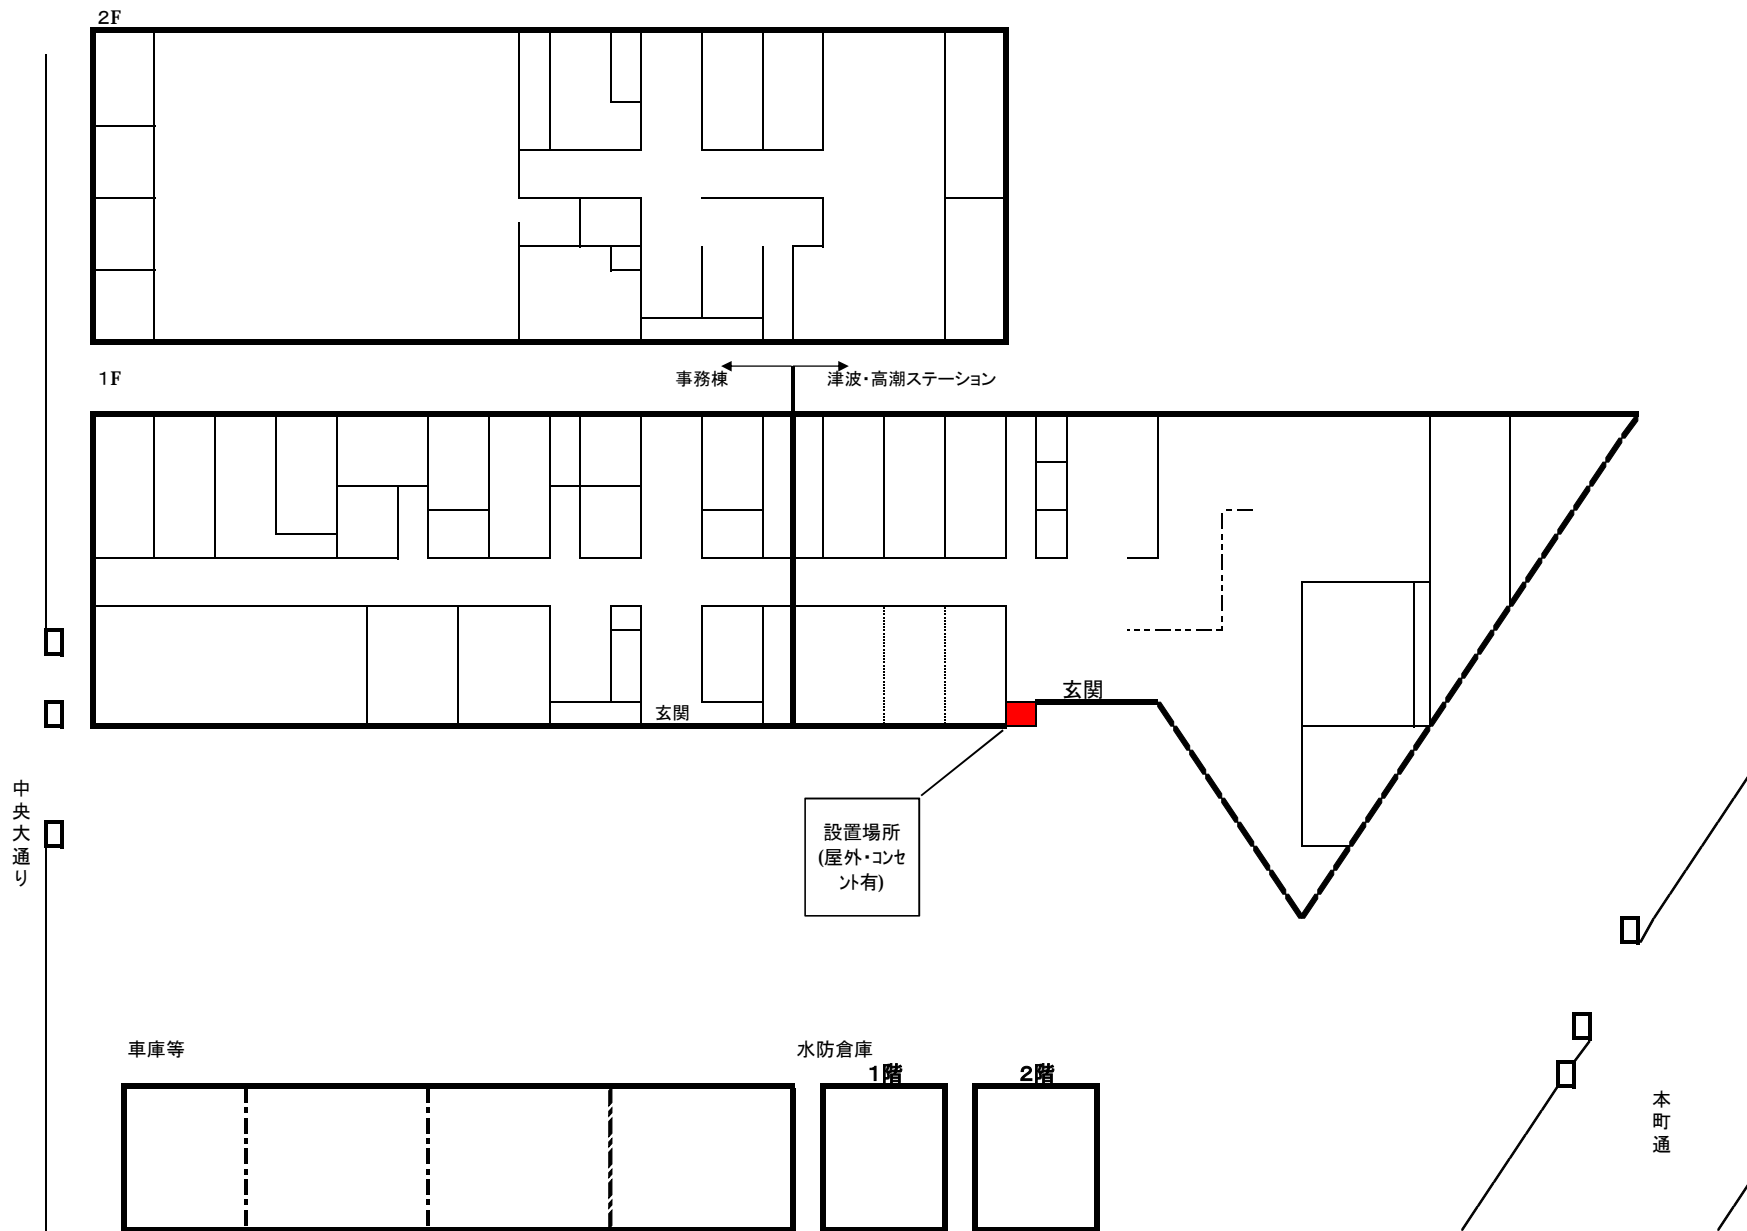 2F
1F
事務棟
津波・高潮ステーション
玄関
玄関
設置場所
(屋外・コンセ
ント有)
中央大通り
車庫等
水防倉庫
1階
2階
本町通